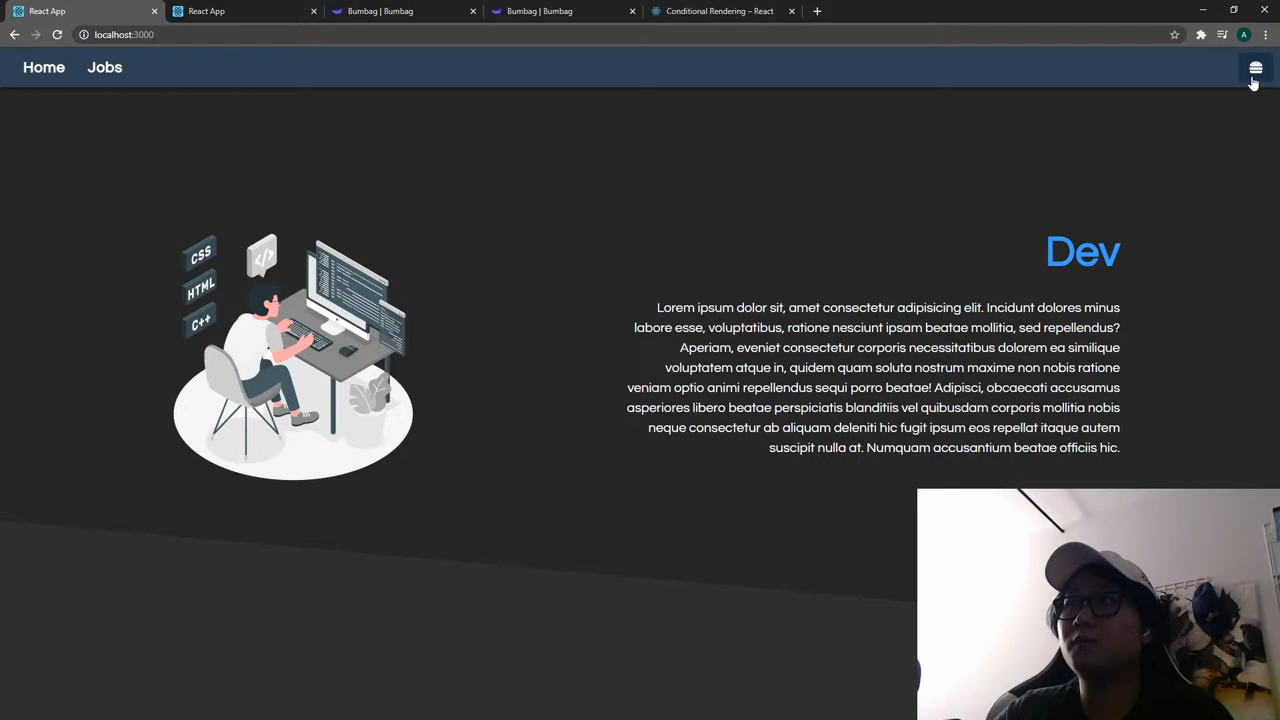 React App
React App
Bumbag | Bumbag
Bumbag | Bumbag
Conditional Rendering – React
localhost:3000
A
Home
Jobs
CSS
HTML
C++
</>
Dev
Lorem ipsum dolor sit, amet consectetur adipisicing elit. Incidunt dolores minus
labore esse, voluptatibus, ratione nesciunt ipsam beatae mollitia, sed repellendus?
Aperiam, eveniet consectetur corporis necessitatibus dolorem ea similique
voluptatem atque in, quidem quam soluta nostrum maxime non nobis ratione
veniam optio animi repellendus sequi porro beatae! Adipisci, obcaecati accusamus
asperiores libero beatae perspiciatis blanditiis vel quibusdam corporis mollitia nobis
neque consectetur ab aliquam deleniti hic fugit ipsum eos repellat itaque autem
suscipit nulla at. Numquam accusantium beatae officiis hic.